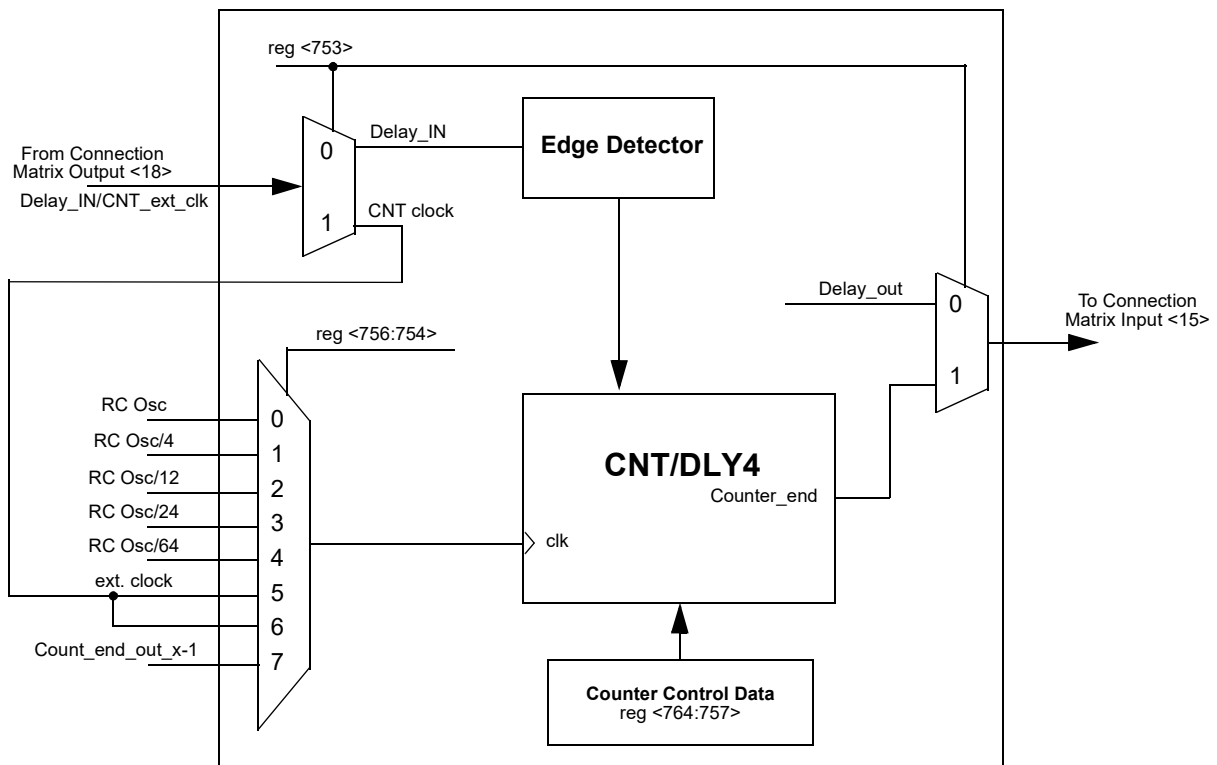 reg <753>
From Connection
Matrix Output <18>
Delay_IN/CNT_ext_clk
0
1
Delay_IN
CNT clock
Edge Detector
Delay_out
0
1
To Connection
Matrix Input <15>
reg <756:754>
RC Osc
RC Osc/4
RC Osc/12
RC Osc/24
RC Osc/64
ext. clock
Count_end_out_x-1
0
1
2
3
4
5
6
7
CNT/DLY4
Counter_end
clk
Counter Control Data
reg <764:757>